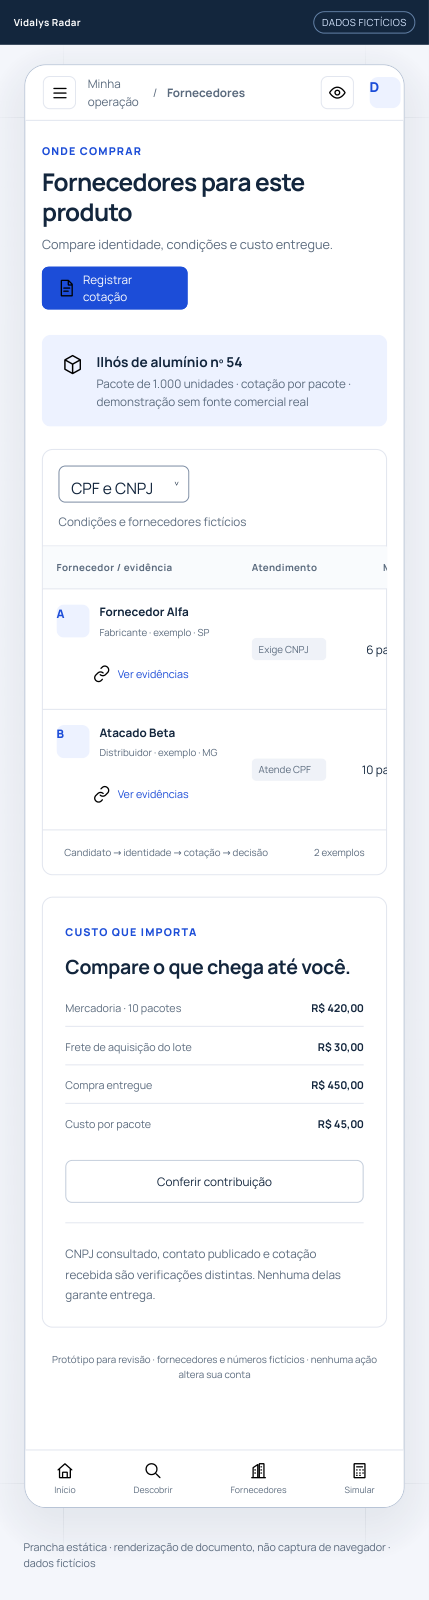 Vidalys Radar
DADOS FICTÍCIOS
Minha
operação / Fornecedores
D
ONDE COMPRAR
Fornecedores para este
produto
Compare identidade, condições e custo entregue.
Registrar
cotação
Ilhós de alumínio nº 54
Pacote de 1.000 unidades · cotação por pacote ·
demonstração sem fonte comercial real
CPF e CNPJ
Condições e fornecedores fictícios
Fornecedor / evidência Atendimento
A Fornecedor Alfa
Fabricante · exemplo · SP
Exige CNPJ 6 pa
Ver evidências
B Atacado Beta
Distribuidor · exemplo · MG
Atende CPF 10 pa
Ver evidências
Candidato → identidade → cotação → decisão 2 exemplos
CUSTO QUE IMPORTA
Compare o que chega até você.
Mercadoria · 10 pacotes R$ 420,00
Frete de aquisição do lote R$ 30,00
Compra entregue R$ 450,00
Custo por pacote R$ 45,00
Conferir contribuição
CNPJ consultado, contato publicado e cotação
recebida são verificações distintas. Nenhuma delas
garante entrega.
Protótipo para revisão · fornecedores e números fictícios · nenhuma ação
altera sua conta
Início Descobrir Fornecedores Simular
Prancha estática · renderização de documento, não captura de navegador ·
dados fictícios